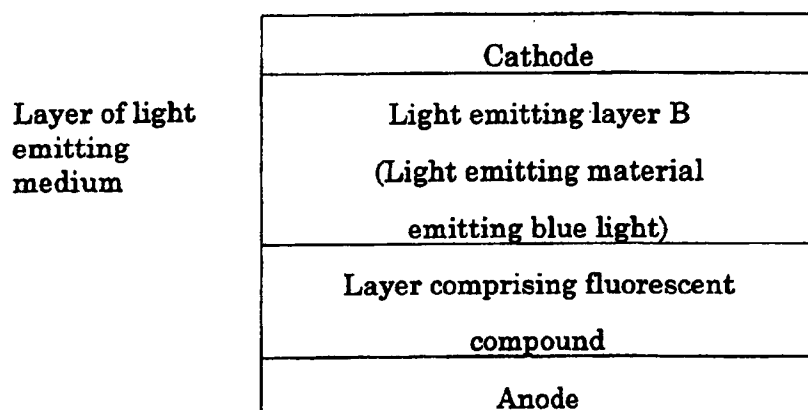 Cathode
Layer of light
emitting
medium
Light emitting layer B
(Light emitting material
emitting blue light)
Layer comprising fluorescent
compound
Anode